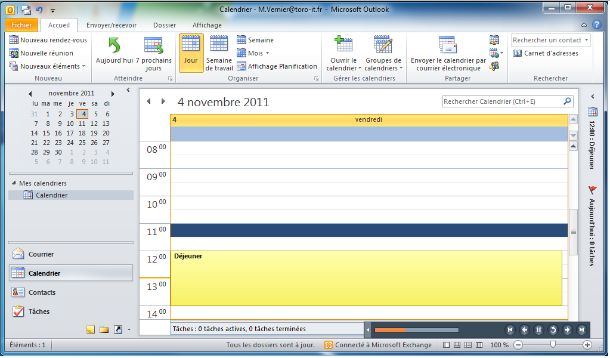 Calendrier - M.Vernier@toro-it.fr - Microsoft Outlook
Fichier Accueil Envoyer/recevoir Dossier Affichage
Nouveau rendez-vous
Nouvelle réunion
Nouveaux éléments
Nouveau
Aujourd'hui
7 prochains jours
Atteindre
Jour
Semaine de travail
Semaine
Mois
Affichage Planification
Organiser
Ouvrir le calendrier
Groupes de calendriers
Gérer les calendriers
Envoyer le calendrier par courrier électronique
Partager
Rechercher un contact
Carnet d'adresses
Rechercher
novembre 2011
lu ma me je ve sa di
31 1 2 3 4 5 6
7 8 9 10 11 12 13
14 15 16 17 18 19 20
21 22 23 24 25 26 27
28 29 30 1 2 3 4
5 6 7 8 9 10 11
Mes calendriers
Calendrier
Courrier
Calendrier
Contacts
Tâches
4 novembre 2011
Rechercher Calendrier (Ctrl+E)
4 vendredi
08 00
09 00
10 00
11 00
12 00
13 00
14 00
Déjeuner
Tâches : 0 tâches actives, 0 tâches terminées
12:00 : Déjeuner
Aujourd'hui : 0 tâches
Éléments : 1
Tous les dossiers sont à jour.
Connecté à Microsoft Exchange
100 %